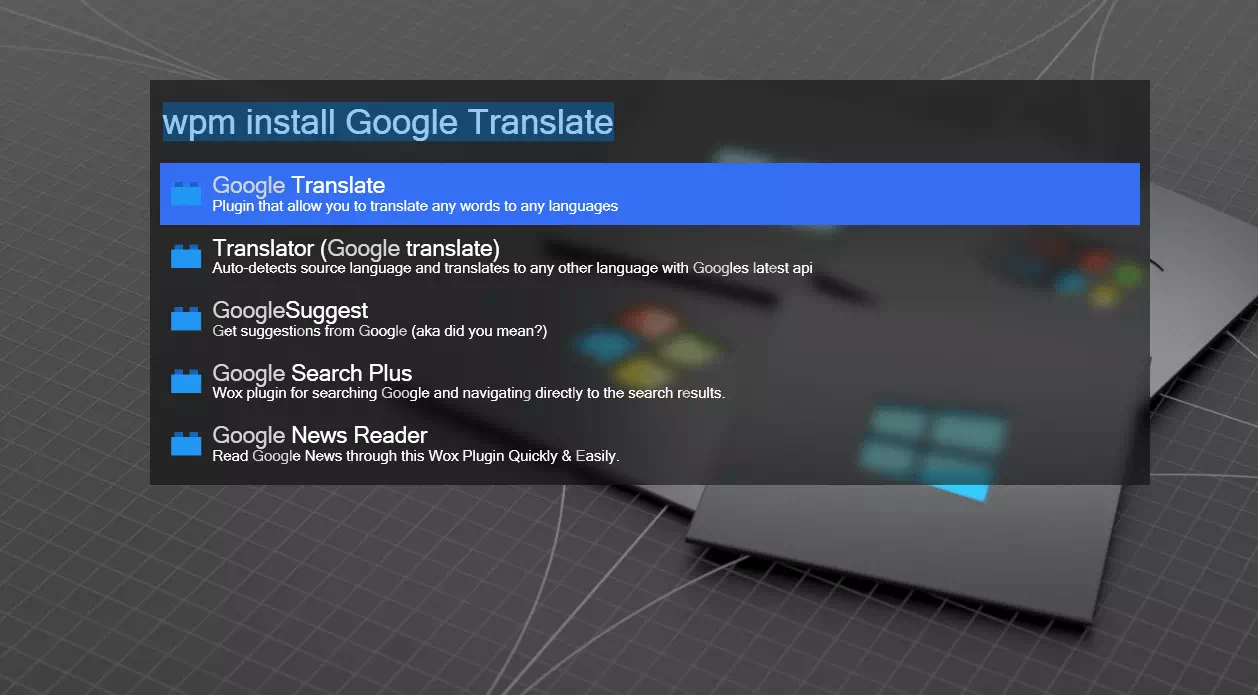 wpm install Google Translate
Google Translate
Plugin that allow you to translate any words to any languages
Translator (Google translate)
Auto-detects source language and translates to any other language with Googles latest api
GoogleSuggest
Get suggestions from Google (aka did you mean?)
Google Search Plus
Wox plugin for searching Google and navigating directly to the search results.
Google News Reader
Read Google News through this Wox Plugin Quickly & Easily.